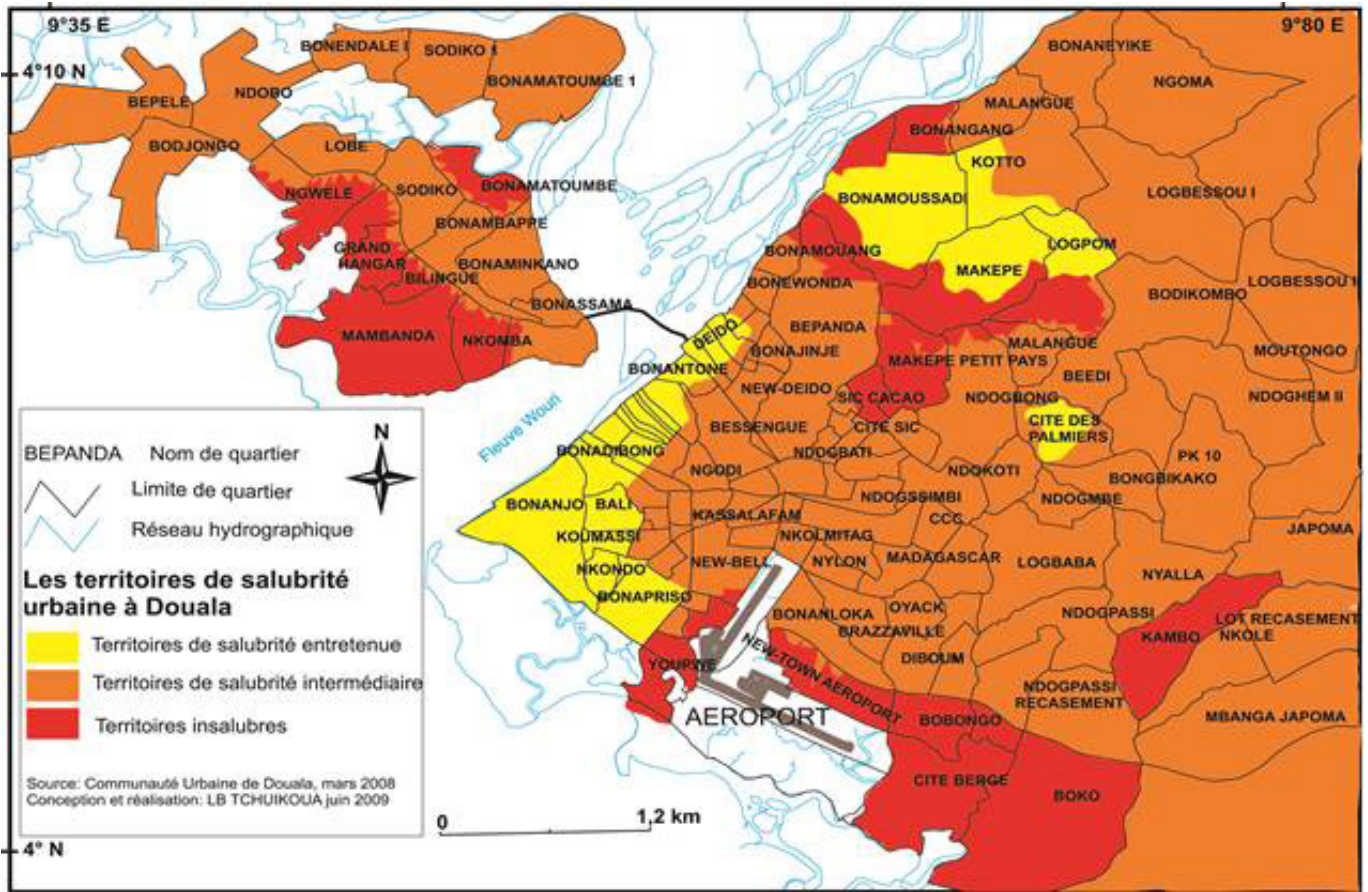 9°35 E
9°80 E
4°10 N
BONENDALE I
SODIKO 1
BONAMATOUMBE 1
BEPELE
NDOBO
BODJONGO
LOBE
NGWELE
SODIKO
BONAMATOUMBE
BONAMBAPPE
GRAND
HANGAR
BILINGUE
BONAMINKANO
BONASSAMA
MAMBANDA
NKOMBA
BONANEYIKE
NGOMA
MALANGUE
BONANGANG
KOTTO
BONAMOUSSADI
LOGBESSOU I
BONAMOUANG
LOGPOM
MAKEPE
BONEWONDA
BODIKOMBO
DEIDO
BEPANDA
MALANGUE
MOUTONGO
BONAJINJE
MAKEPE PETIT PAYS
BONANTONE
BEEDI
NEW-DEIDO
SIC CACAO
NDOGBONG
NDOGHEM II
BESSENGUE
CITE SIC
CITE DES
PALMIERS
BONADIBONG
NDOGBATI
PK 10
NGODI
NDOKOTI
BONGBIKAKO
BONANJO
BALI
NDOGSSIMBI
NDOGMBE
KASSALAFAM
CCC
JAPOMA
KOUMASSI
NKOLMITAG
NKONDO
NEW-BELL
NYLON
MADAGASCAR
LOGBABA
NYALLA
BONAPRISO
BONANLOKA
OYACK
NDOGPASSI
LOT RECASEMENT
BRAZZAVILLE
KAMBO
NKOLE
YOUPWE
NEW-TOWN AEROPORT
DIBOUM
NDOGPASSI
RECASEMENT
AEROPORT
BOBONGO
MBANGA JAPOMA
CITE BERGE
BOKO
Fleuve Wouri
N
BEPANDA Nom de quartier
Limite de quartier
Réseau hydrographique
Les territoires de salubrité
urbaine à Douala
Territoires de salubrité entretenue
Territoires de salubrité intermédiaire
Territoires insalubres
Source: Communauté Urbaine de Douala, mars 2008
Conception et réalisation: LB TCHUIKOUA juin 2009
0
1,2 km
4° N